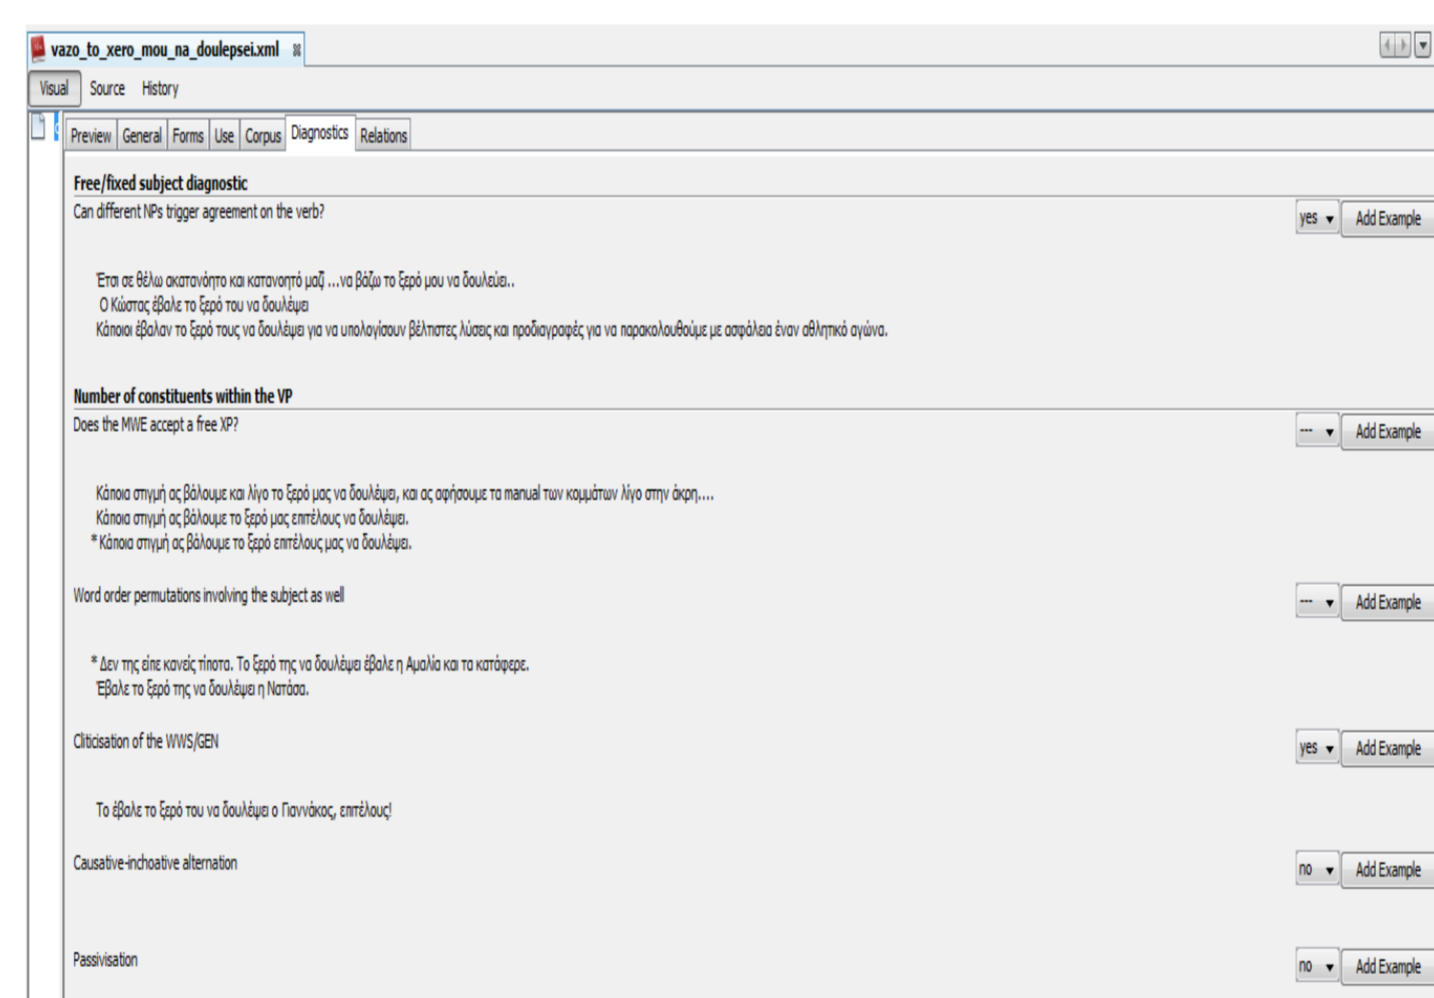 vazo_to_xero_mou_na_doulepsei.xml
Visual Source History
Preview General Forms Use Corpus Diagnostics Relations
Free/fixed subject diagnostic
Can different NPs trigger agreement on the verb? yes Add Example
Έτσι σε θέλω ακατανόητο και κατανοητό μαζί ...να βάζω το ξερό μου να δουλεύει..
Ο Κώστας έβαλε το ξερό του να δουλέψει
Κάποιοι έβαλαν το ξερό τους να δουλέψει για να υπολογίσουν βέλτιστες λύσεις και προδιαγραφές για να παρακολουθούμε με ασφάλεια έναν αθλητικό αγώνα.
Number of constituents within the VP
Does the MWE accept a free XP? --- Add Example
Κάποια στιγμή ας βάλουμε και λίγο το ξερό μας να δουλέψει, και ας αφήσουμε τα manual των κομμάτων λίγο στην άκρη....
Κάποια στιγμή ας βάλουμε το ξερό μας επιτέλους να δουλέψει.
* Κάποια στιγμή ας βάλουμε το ξερό επιτέλους μας να δουλέψει.
Word order permutations involving the subject as well --- Add Example
* Δεν της είπε κανείς τίποτα. Το ξερό της να δουλέψει έβαλε η Αμαλία και τα κατάφερε.
Έβαλε το ξερό της να δουλέψει η Νατάσα.
Cliticisation of the WWS/GEN yes Add Example
Το έβαλε το ξερό του να δουλέψει ο Γιαννάκος, επιτέλους!
Causative-inchoative alternation no Add Example
Passivisation no Add Example